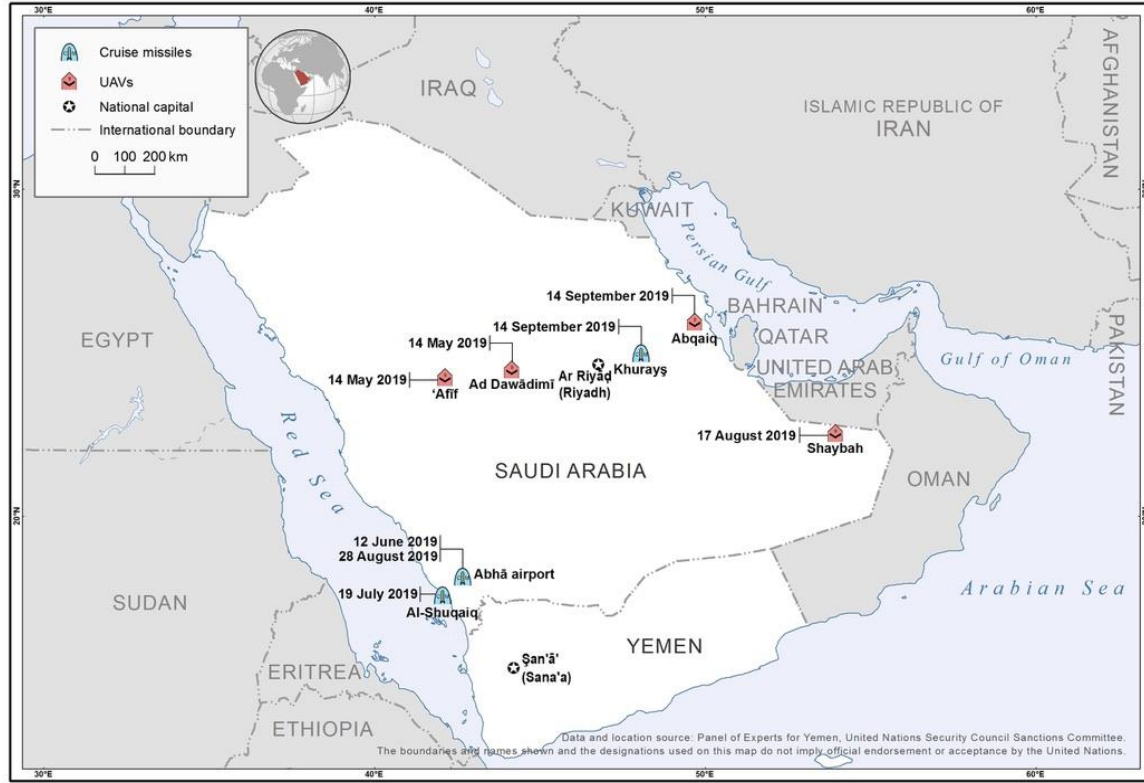 30°E
40°E
50°E
60°E
Cruise missiles
UAVs
National capital
International boundary
0 100 200 km
IRAQ
ISLAMIC REPUBLIC OF
IRAN
AFGHANISTAN
30°N
KUWAIT
Persian Gulf
14 September 2019
BAHRAIN
Abqaiq
14 September 2019
QATAR
EGYPT
14 May 2019
Khurayş
UNITED ARAB
EMIRATES
Gulf of Oman
PAKISTAN
14 May 2019
‘Afīf
Ad Dawādimī
Ar Riyāḑ
(Riyadh)
17 August 2019
Shaybah
Red Sea
SAUDI ARABIA
OMAN
20°N
12 June 2019
28 August 2019
Abhā airport
19 July 2019
Al-Shuqaiq
Arabian Sea
SUDAN
YEMEN
Şan'ā'
(Sana'a)
ERITREA
ETHIOPIA
Data and location source: Panel of Experts for Yemen, United Nations Security Council Sanctions Committee.
The boundaries and names shown and the designations used on this map do not imply official endorsement or acceptance by the United Nations.
30°E
40°E
50°E
60°E